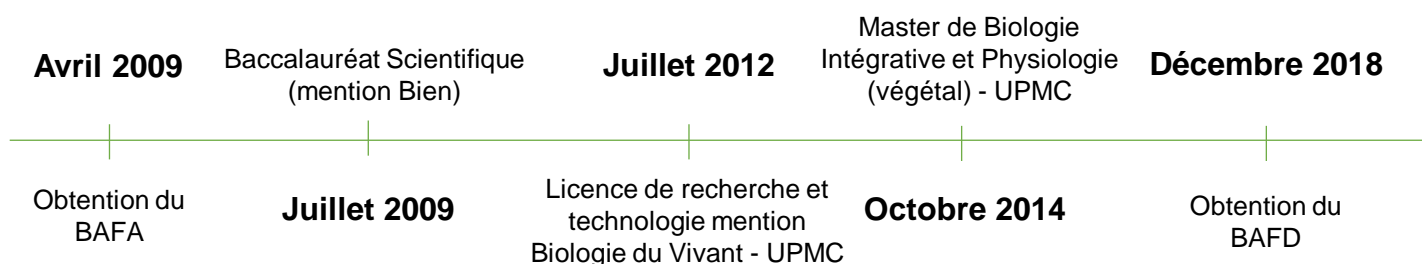 Avril 2009
Obtention du
BAFA
Baccalauréat Scientifique
(mention Bien)
Juillet 2009
Juillet 2012
Licence de recherche et
technologie mention
Biologie du Vivant - UPMC
Master de Biologie
Intégrative et Physiologie
(végétal) - UPMC
Octobre 2014
Décembre 2018
Obtention du
BAFD